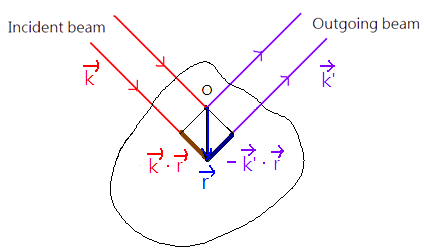 Incident beam
Outgoing beam
k⃗
k⃗'
O
k⃗ · r⃗
r⃗
- k⃗' · r⃗